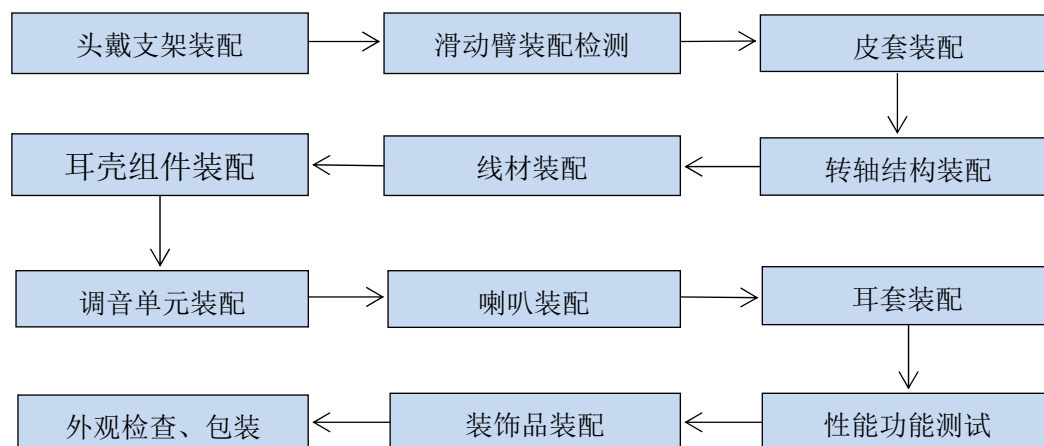 头戴支架装配
滑动臂装配检测
皮套装配
转轴结构装配
线材装配
耳壳组件装配
调音单元装配
喇叭装配
耳套装配
性能功能测试
装饰品装配
外观检查、包装